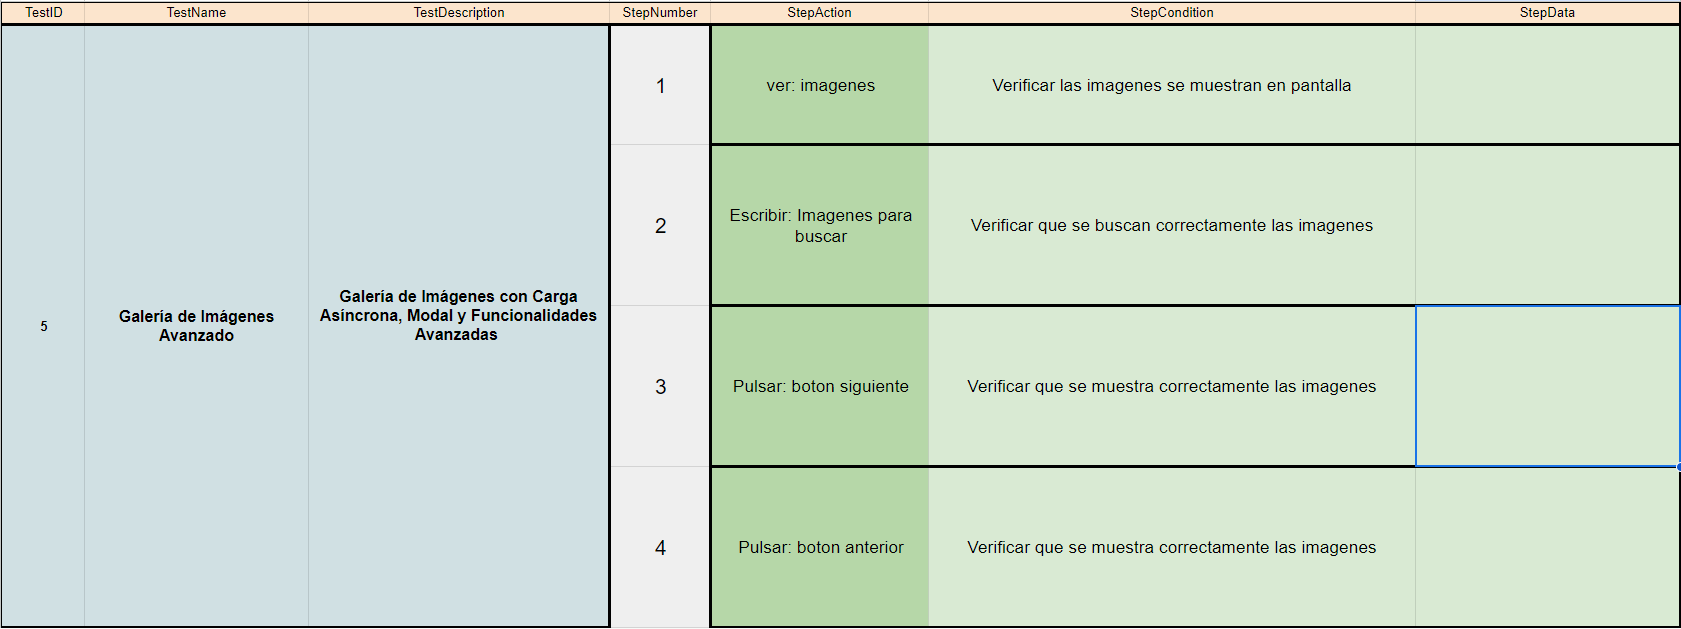 TestID
TestName
TestDescription
StepNumber
StepAction
StepCondition
StepData
5
Galería de Imágenes
Avanzado
Galería de Imágenes con Carga
Asíncrona, Modal y Funcionalidades
Avanzadas
1
ver: imagenes
Verificar las imagenes se muestran en pantalla
2
Escribir: Imagenes para
buscar
Verificar que se buscan correctamente las imagenes
3
Pulsar: boton siguiente
Verificar que se muestra correctamente las imagenes
4
Pulsar: boton anterior
Verificar que se muestra correctamente las imagenes